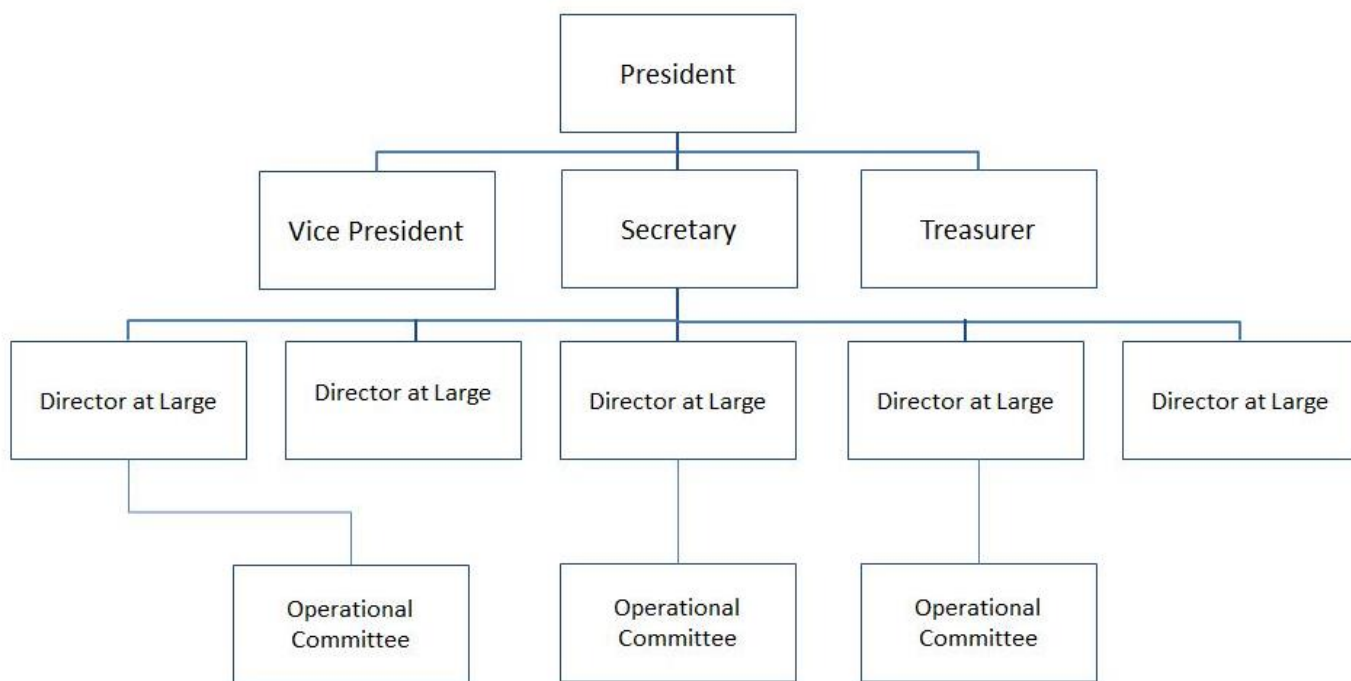 President
Vice President
Secretary
Treasurer
Director at Large
Director at Large
Director at Large
Director at Large
Director at Large
Operational
Committee
Operational
Committee
Operational
Committee